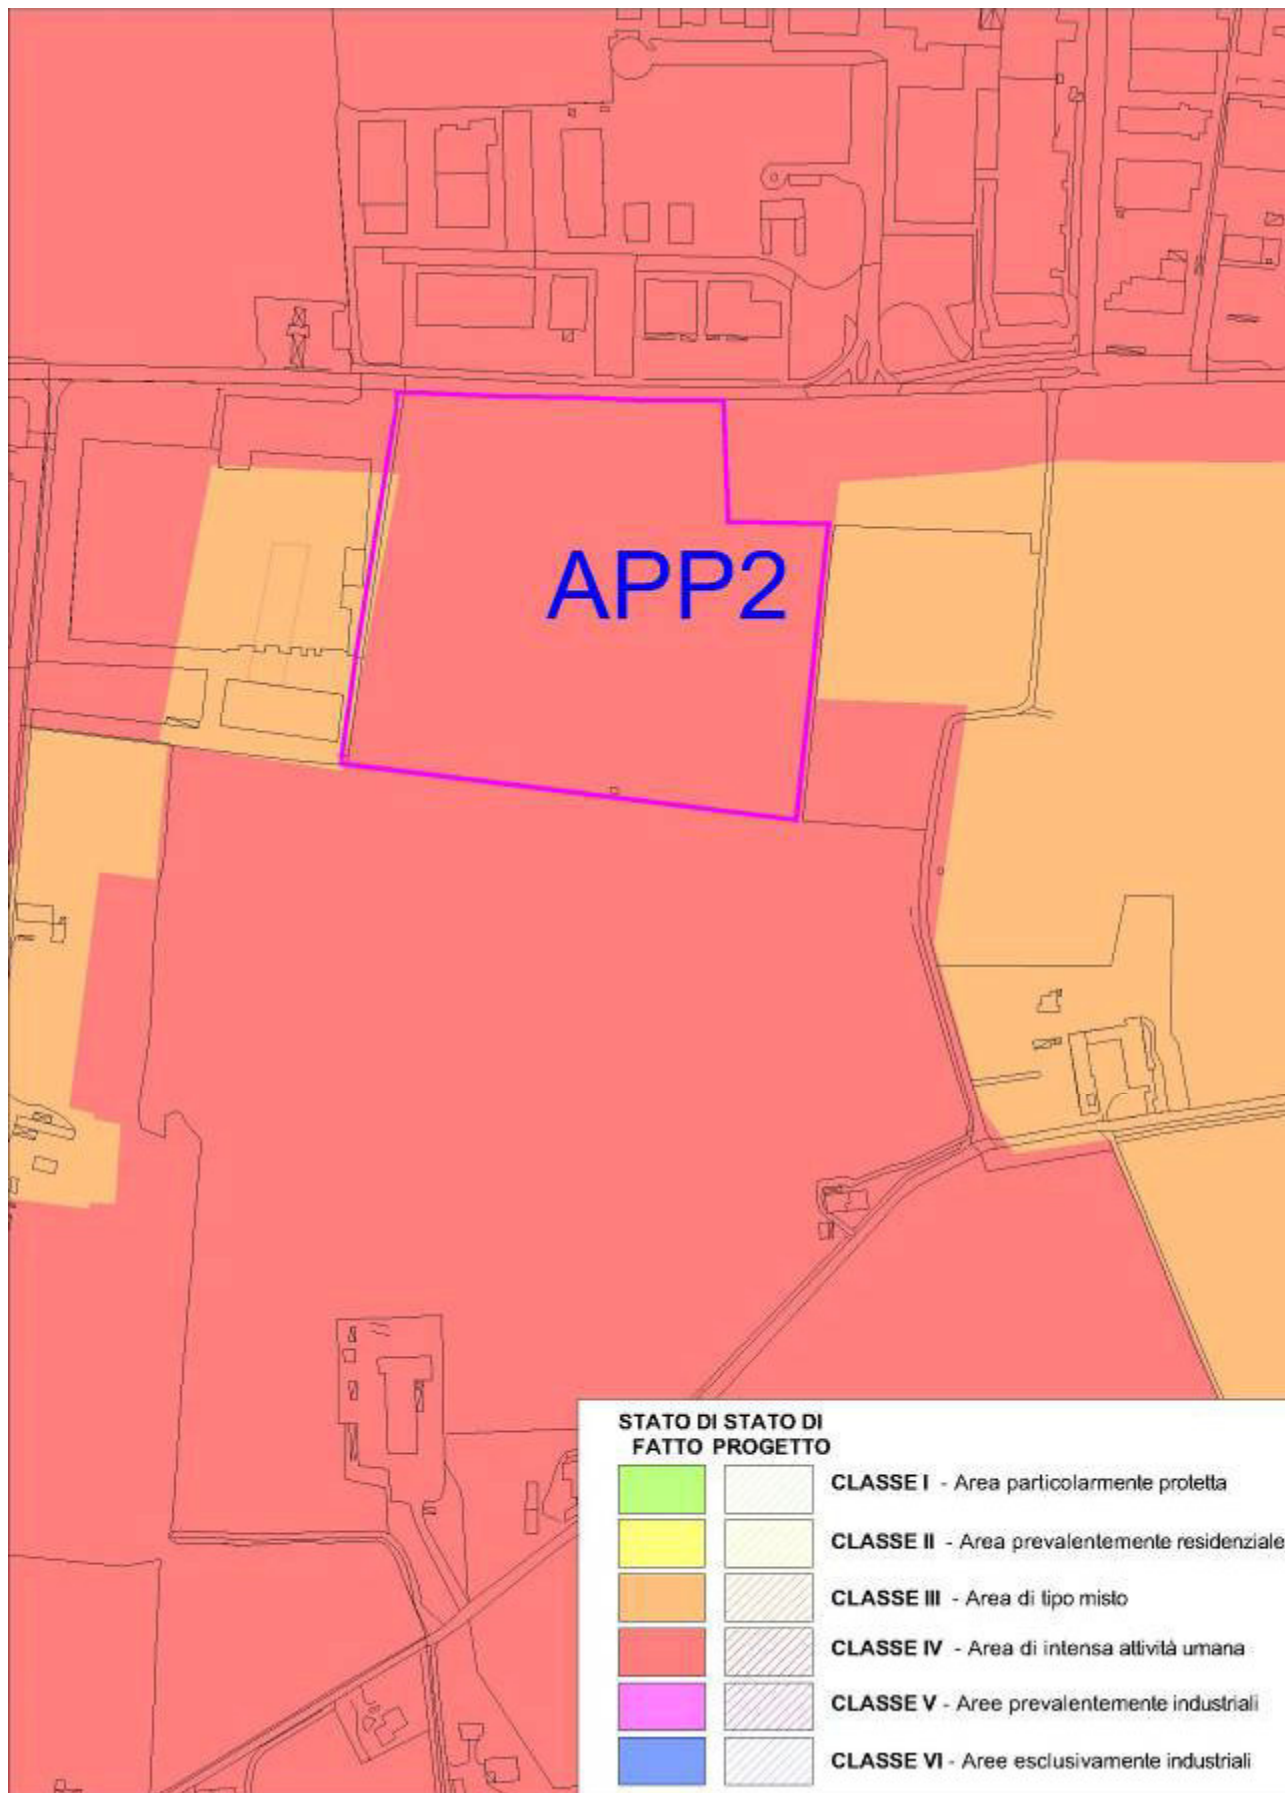 APP2
STATO DI STATO DI
FATTO PROGETTO
CLASSE I - Area particolarmente protetta
CLASSE II - Area prevalentemente residenziale
CLASSE III - Area di tipo misto
CLASSE IV - Area di intensa attività umana
CLASSE V - Aree prevalentemente industriali
CLASSE VI - Aree esclusivamente industriali